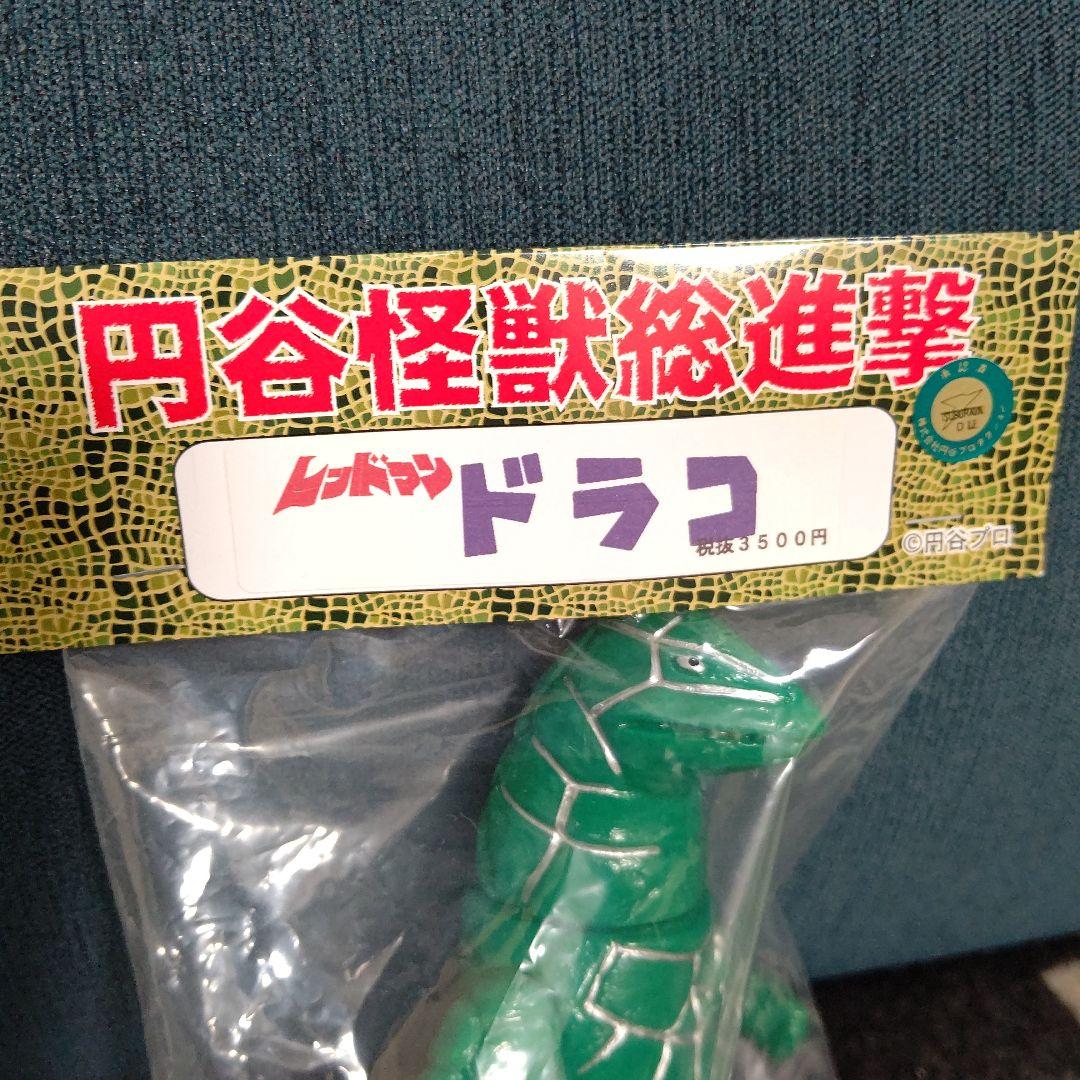 円谷怪獣総進撃
レッドマン ドラコ
税抜3500円
©円谷プロ